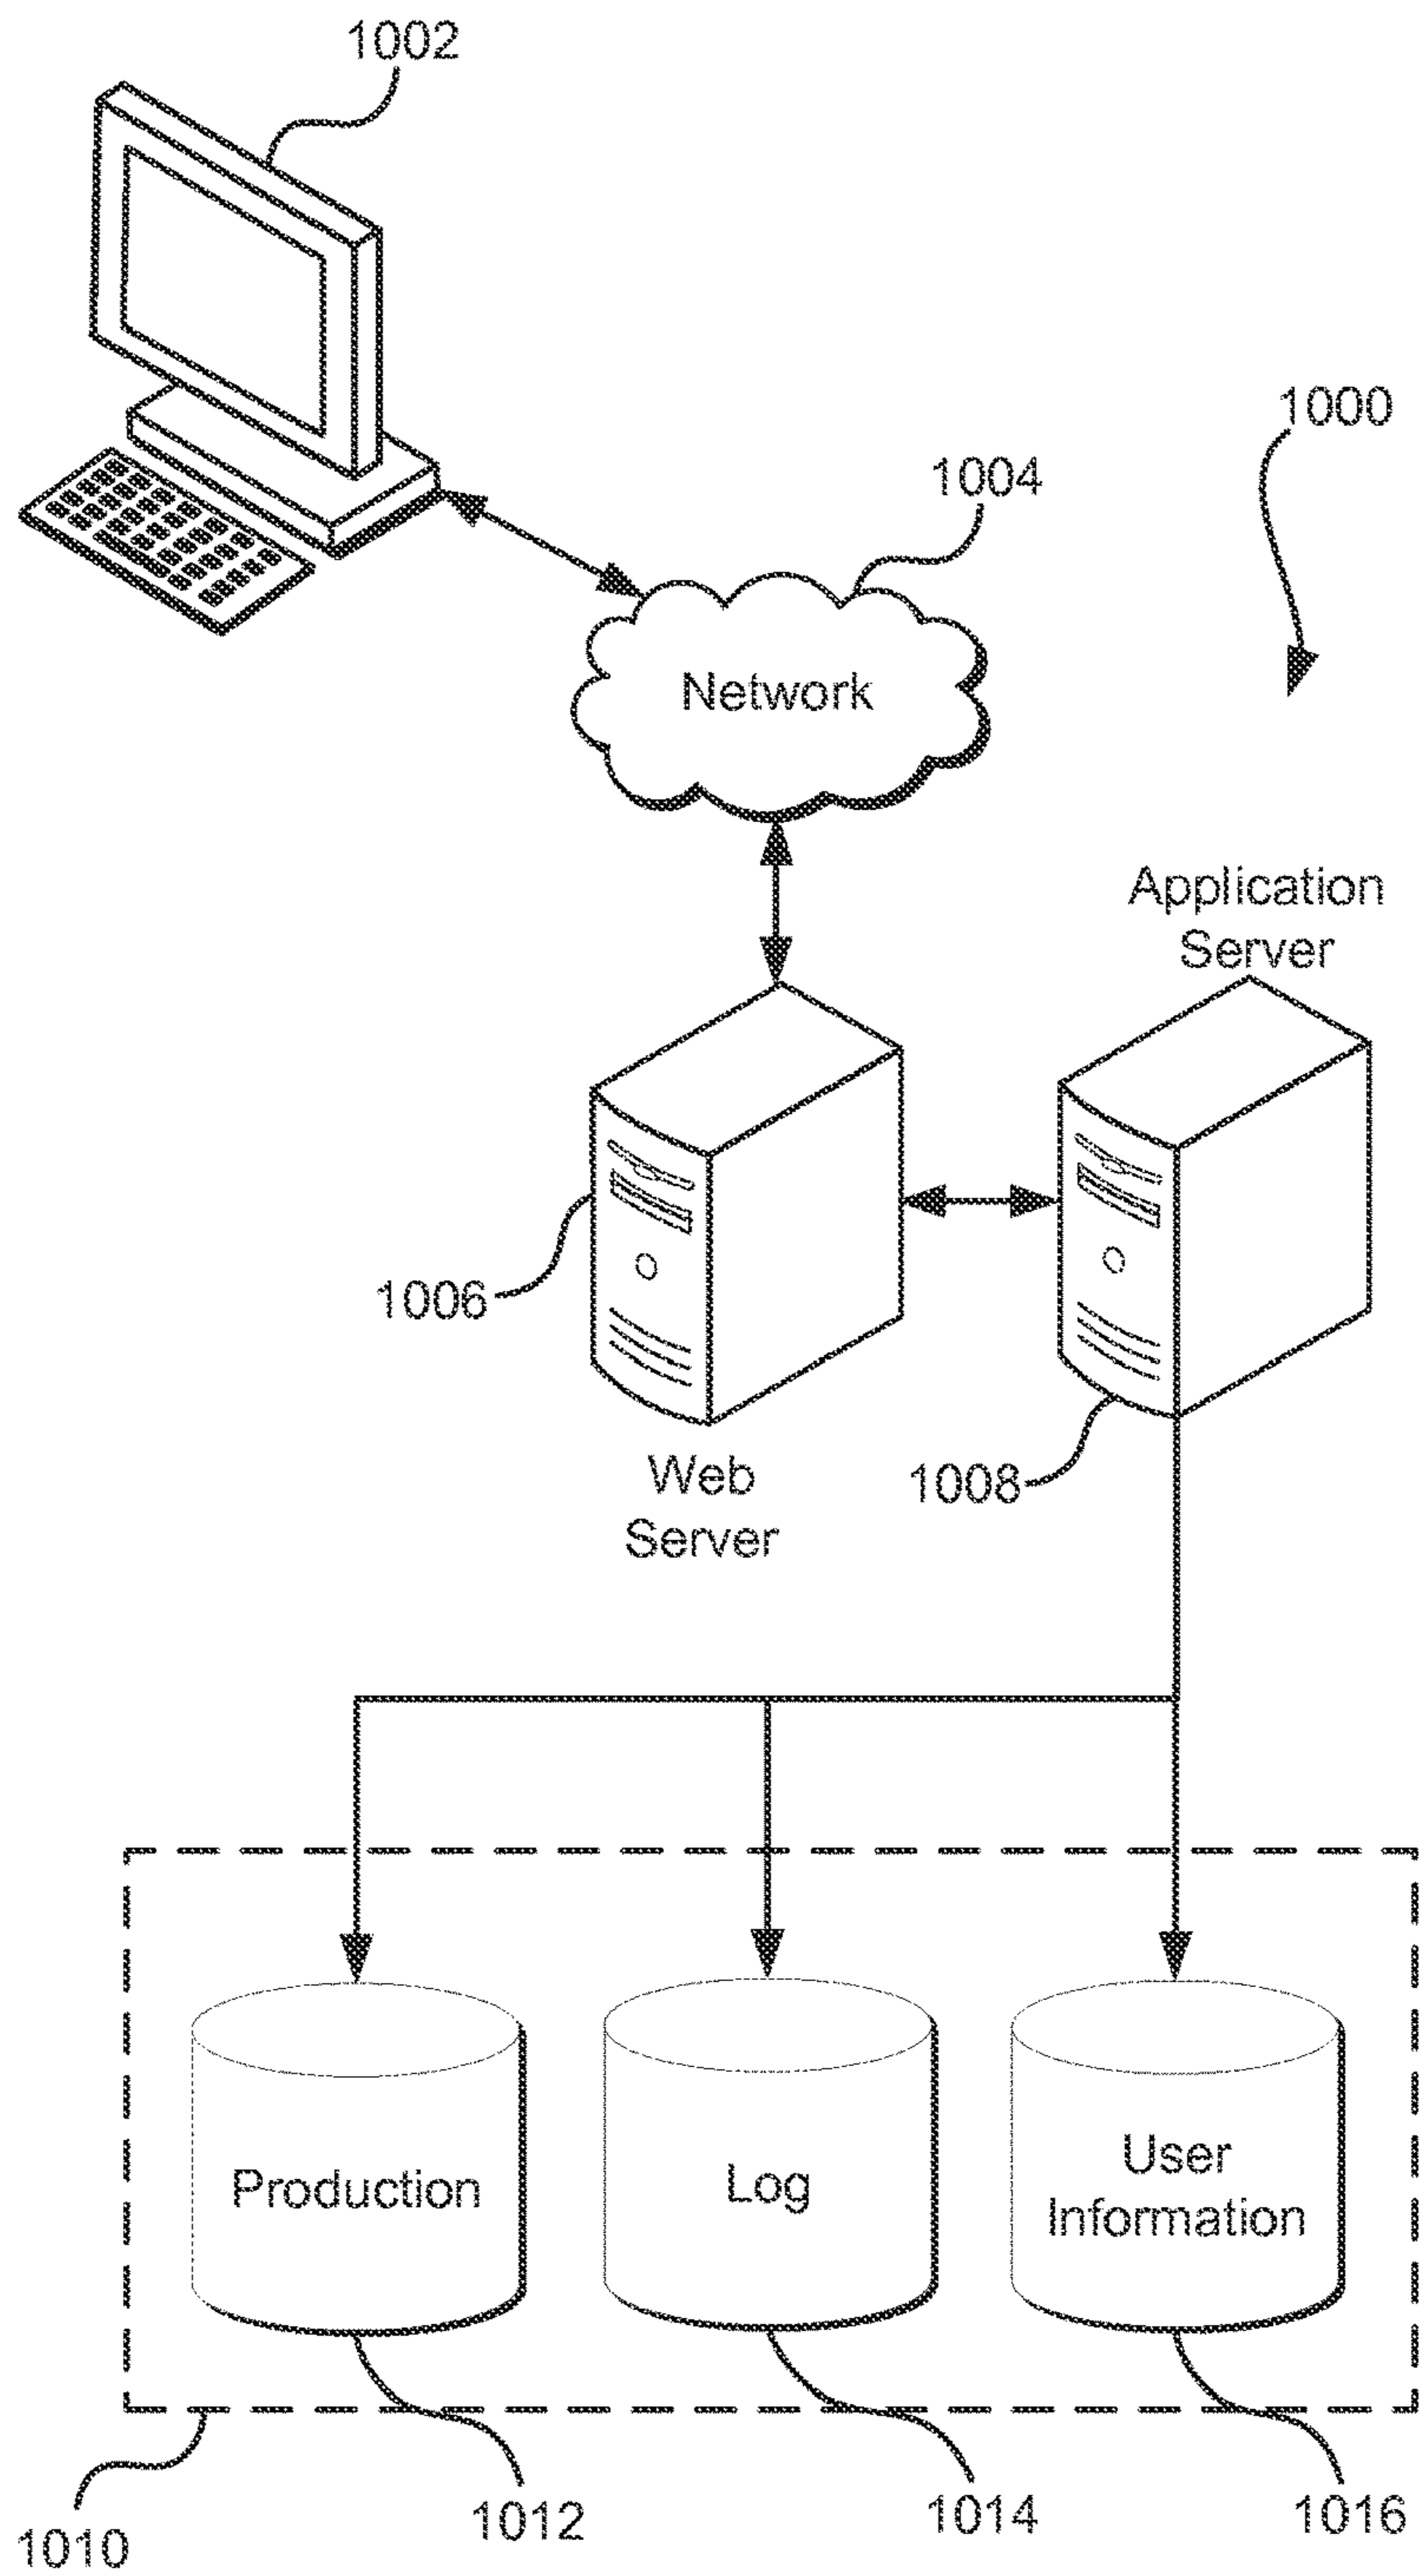 1002
1000
1004
Network
Application
Server
1006
Web
Server
1008
Production
Log
User
Information
1010
1012
1014
1016